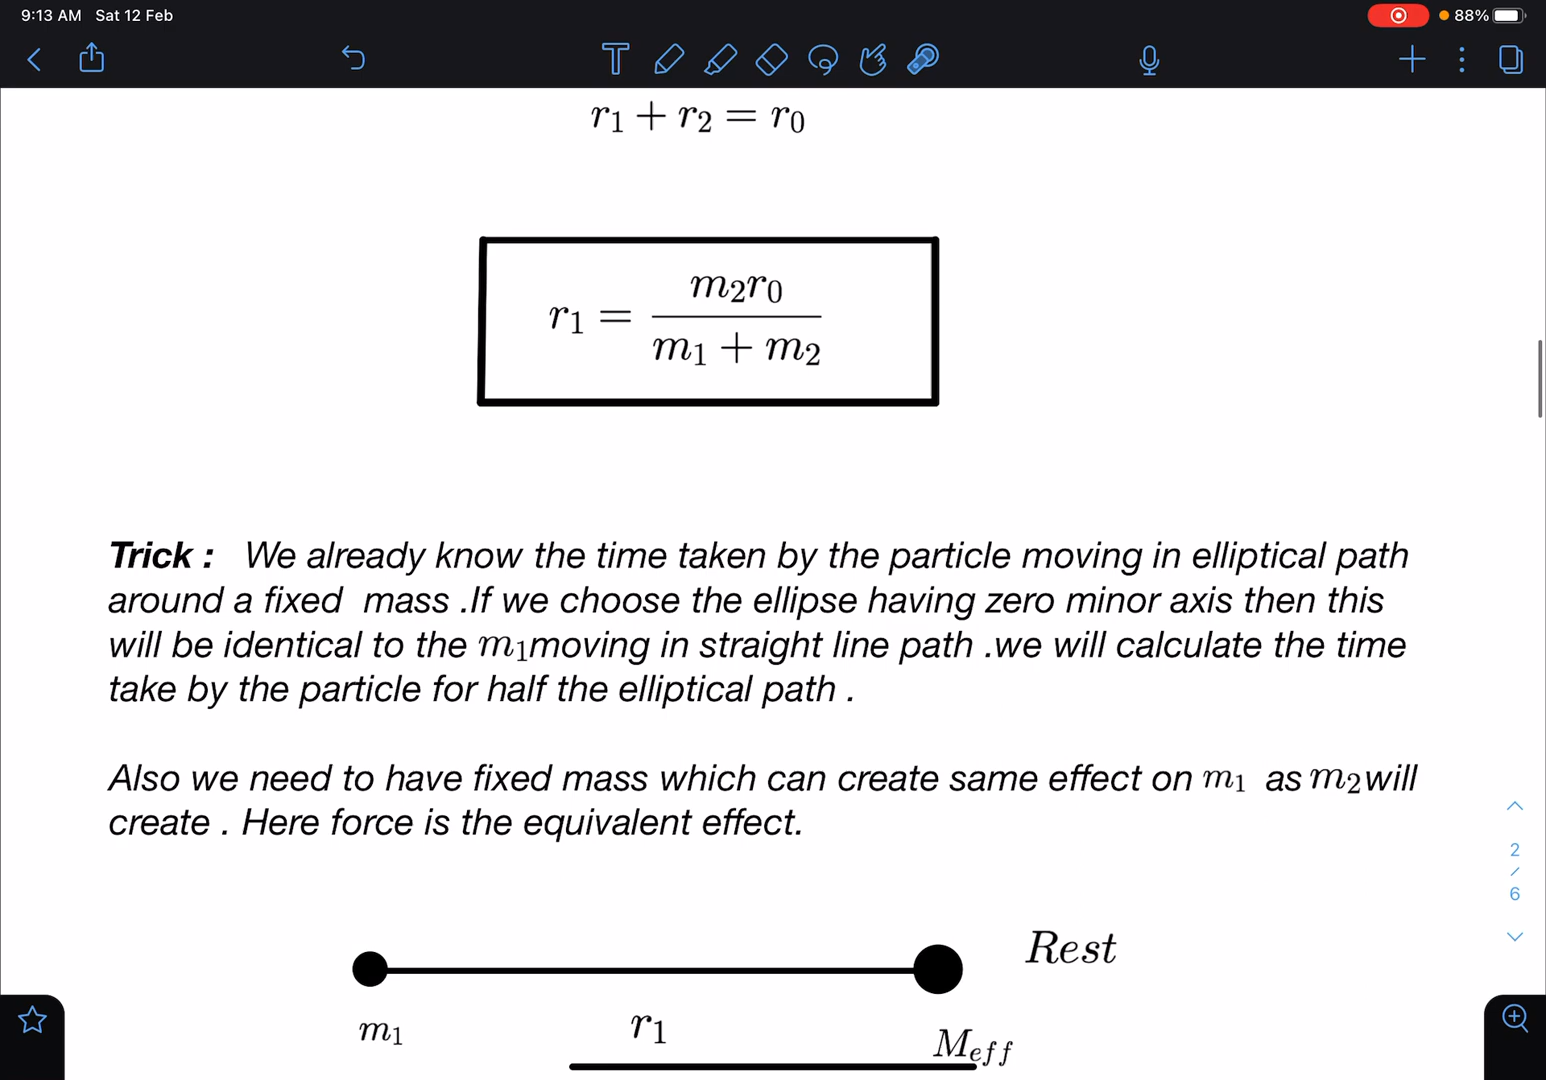 9:13 AM Sat 12 Feb
88%
r₁ + r₂ = r₀
r₁ = m₂r₀ / (m₁ + m₂)
Trick : We already know the time taken by the particle moving in elliptical path
around a fixed mass .If we choose the ellipse having zero minor axis then this
will be identical to the m₁moving in straight line path .we will calculate the time
take by the particle for half the elliptical path .
Also we need to have fixed mass which can create same effect on m₁ as m₂will
create . Here force is the equivalent effect.
2
/
6
Rest
m₁ r₁ M_eff